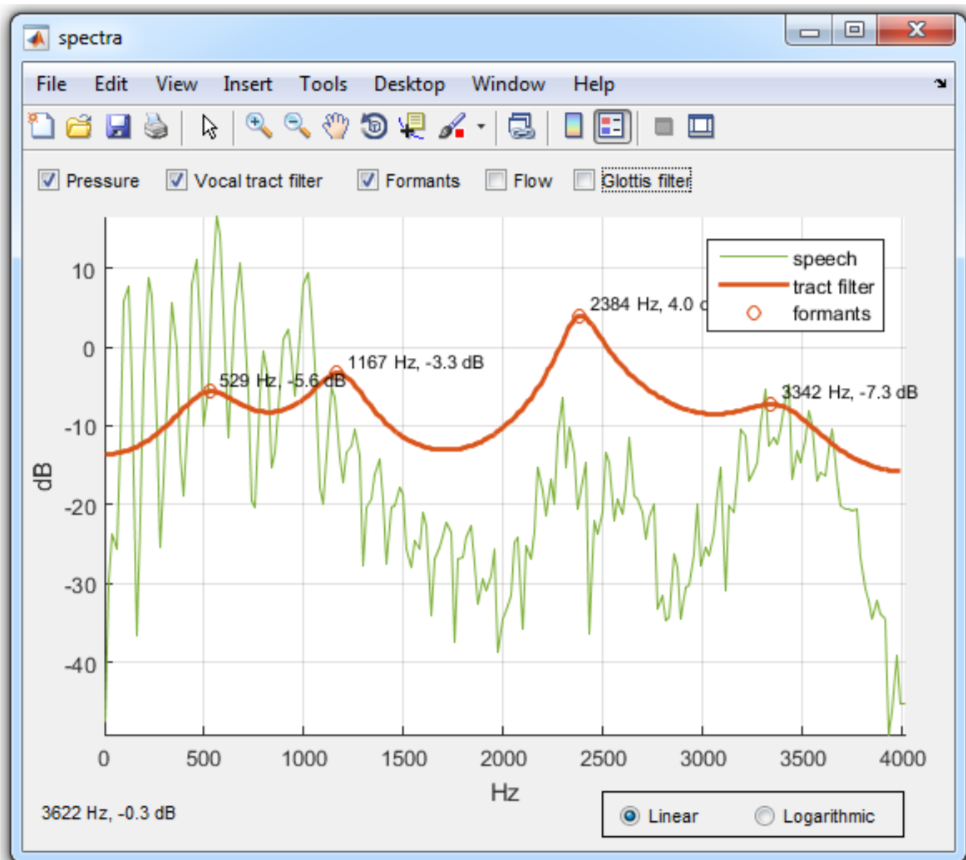 spectra
File Edit View Insert Tools Desktop Window Help
Pressure Vocal tract filter Formants Flow Glottis filter
speech
tract filter
formants
2384 Hz, 4.0
1167 Hz, -3.3 dB
529 Hz, -5.6 dB
3342 Hz, -7.3 dB
10
0
-10
-20
-30
-40
dB
0 500 1000 1500 2000 2500 3000 3500 4000
Hz
3622 Hz, -0.3 dB
Linear Logarithmic